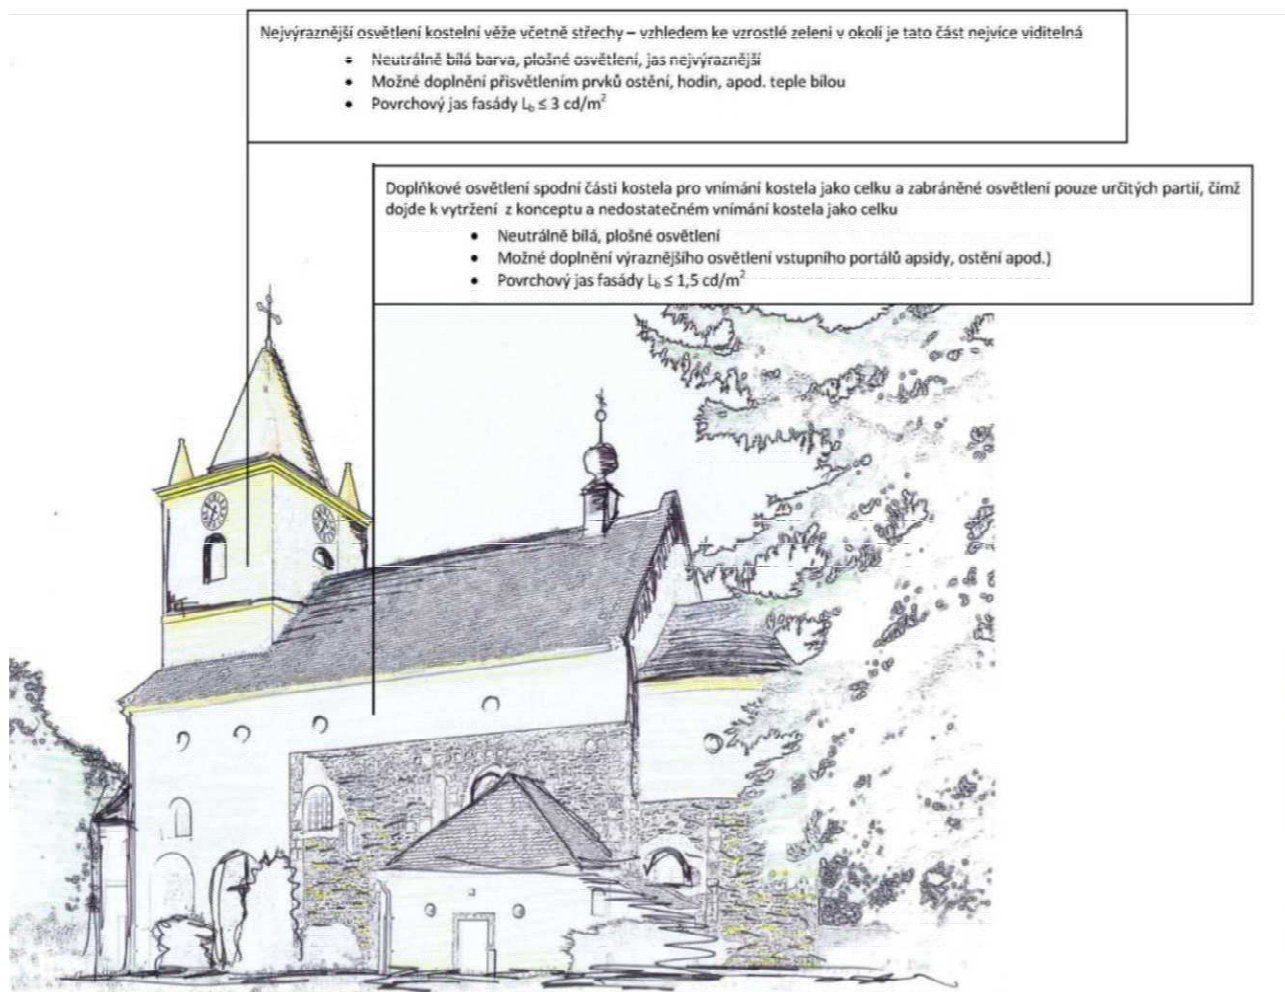 Nejvýraznější osvětlení kostelní věže včetně střechy – vzhledem ke vzrostlé zeleni v okolí je tato část nejvíce viditelná
• Neutrálně bílá barva, plošné osvětlení, jas nejvýraznější
• Možné doplnění přisvětlením prvků ostění, hodin, apod. teple bílou
• Povrchový jas fasády Lb ≤ 3 cd/m²
Doplňkové osvětlení spodní části kostela pro vnímání kostela jako celku a zabráněné osvětlení pouze určitých partií, čímž
dojde k vytržení z konceptu a nedostatečném vnímání kostela jako celku
• Neutrálně bílá, plošné osvětlení
• Možné doplnění výraznějšího osvětlení vstupního portálů apsidy, ostění apod.)
• Povrchový jas fasády Lb ≤ 1,5 cd/m²